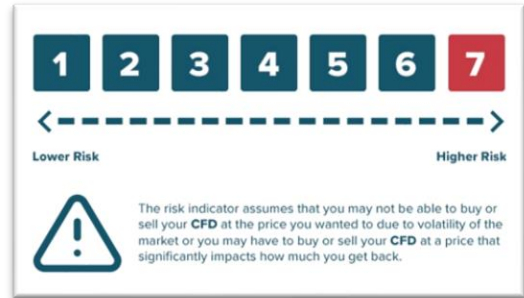 1 2 3 4 5 6 7
Lower Risk Higher Risk
The risk indicator assumes that you may not be able to buy or
sell your CFD at the price you wanted to due to volatility of the
market or you may have to buy or sell your CFD at a price that
significantly impacts how much you get back.